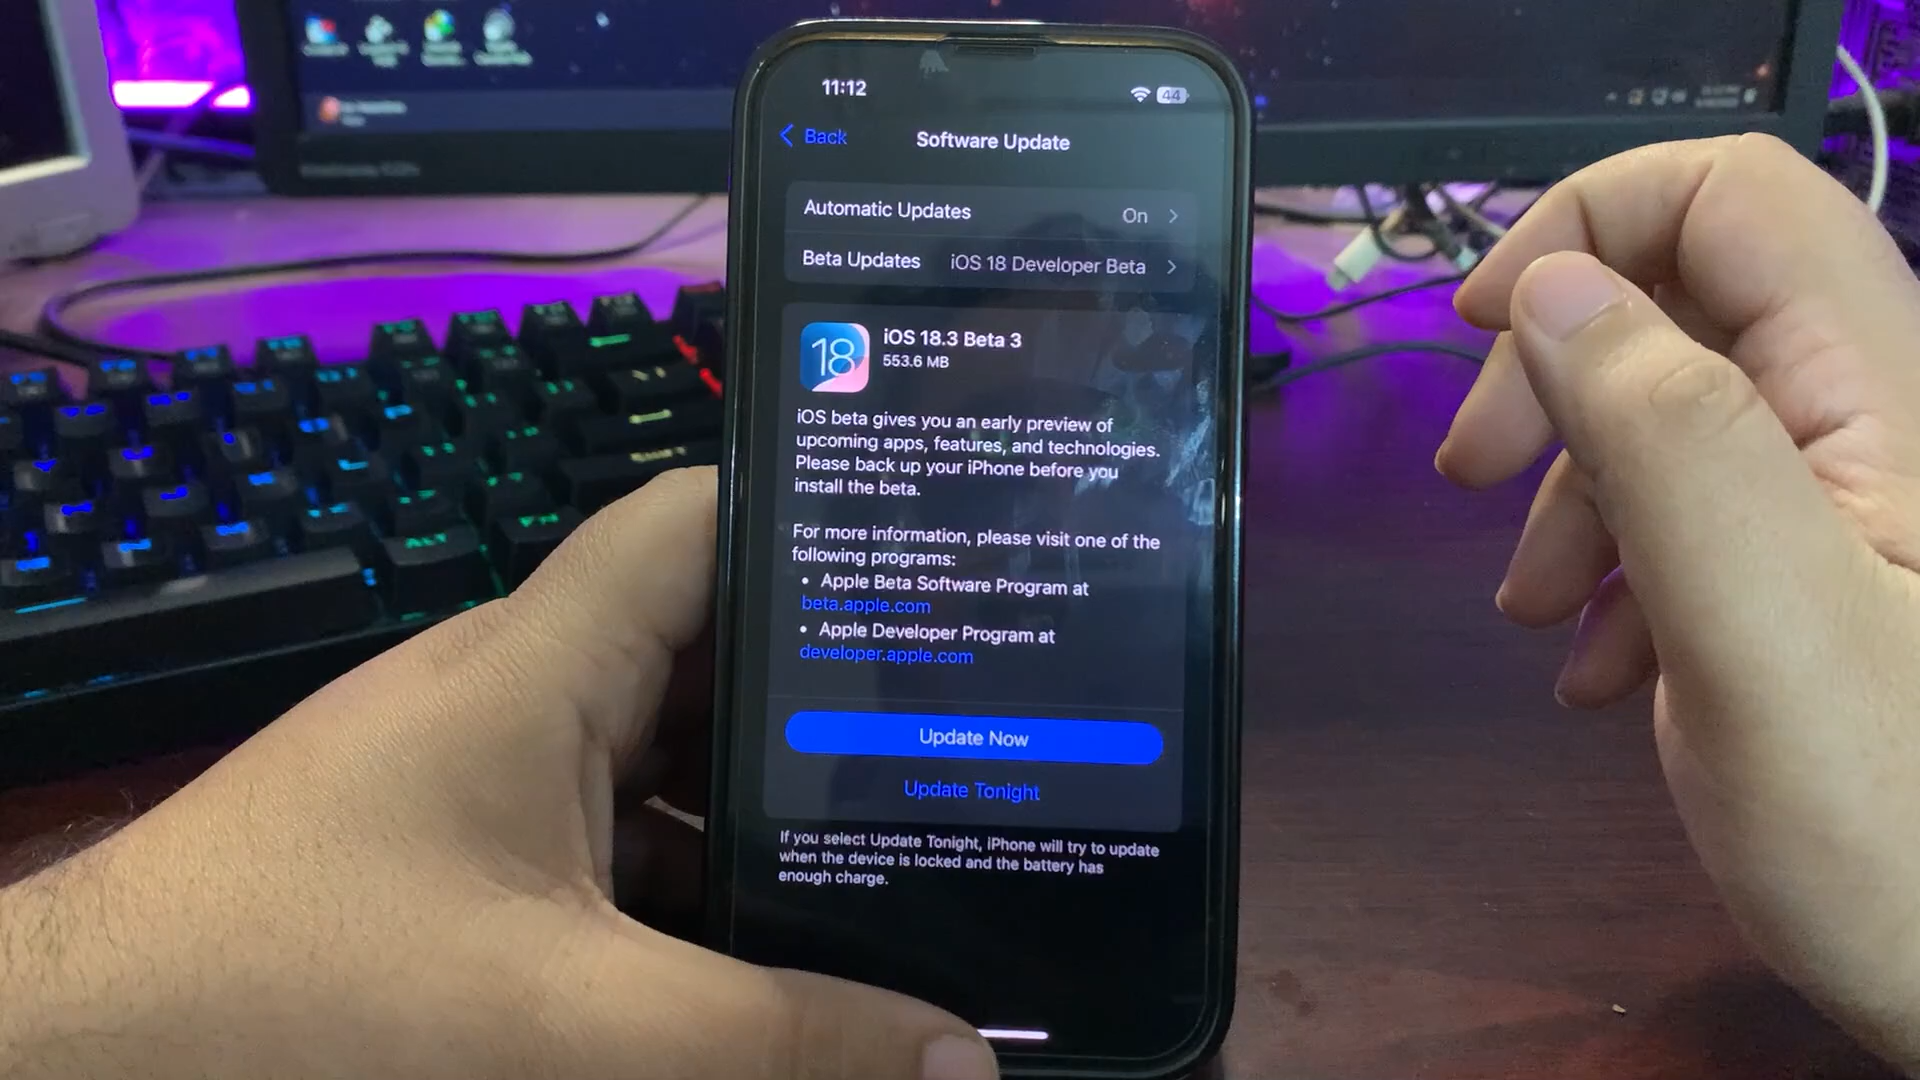 11:12
44
Back
Software Update
Automatic Updates On
Beta Updates iOS 18 Developer Beta
18
iOS 18.3 Beta 3
553.6 MB
iOS beta gives you an early preview of
upcoming apps, features, and technologies.
Please back up your iPhone before you
install the beta.
For more information, please visit one of the
following programs:
• Apple Beta Software Program at
beta.apple.com
• Apple Developer Program at
developer.apple.com
Update Now
Update Tonight
If you select Update Tonight, iPhone will try to update
when the device is locked and the battery has
enough charge.
ALT